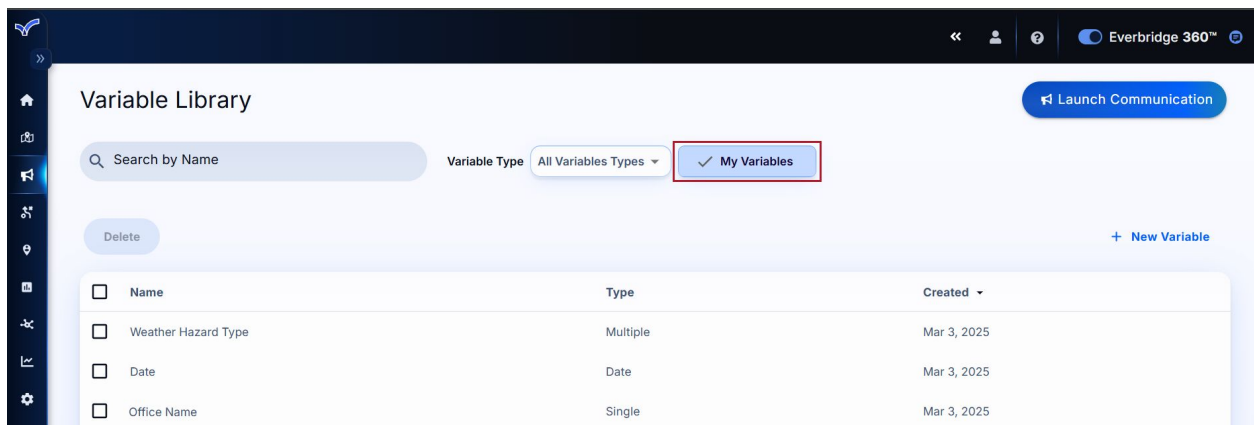 Everbridge 360™
Variable Library
Launch Communication
Search by Name
Variable Type
All Variables Types
My Variables
Delete
+ New Variable
Name Type Created
Weather Hazard Type Multiple Mar 3, 2025
Date Date Mar 3, 2025
Office Name Single Mar 3, 2025